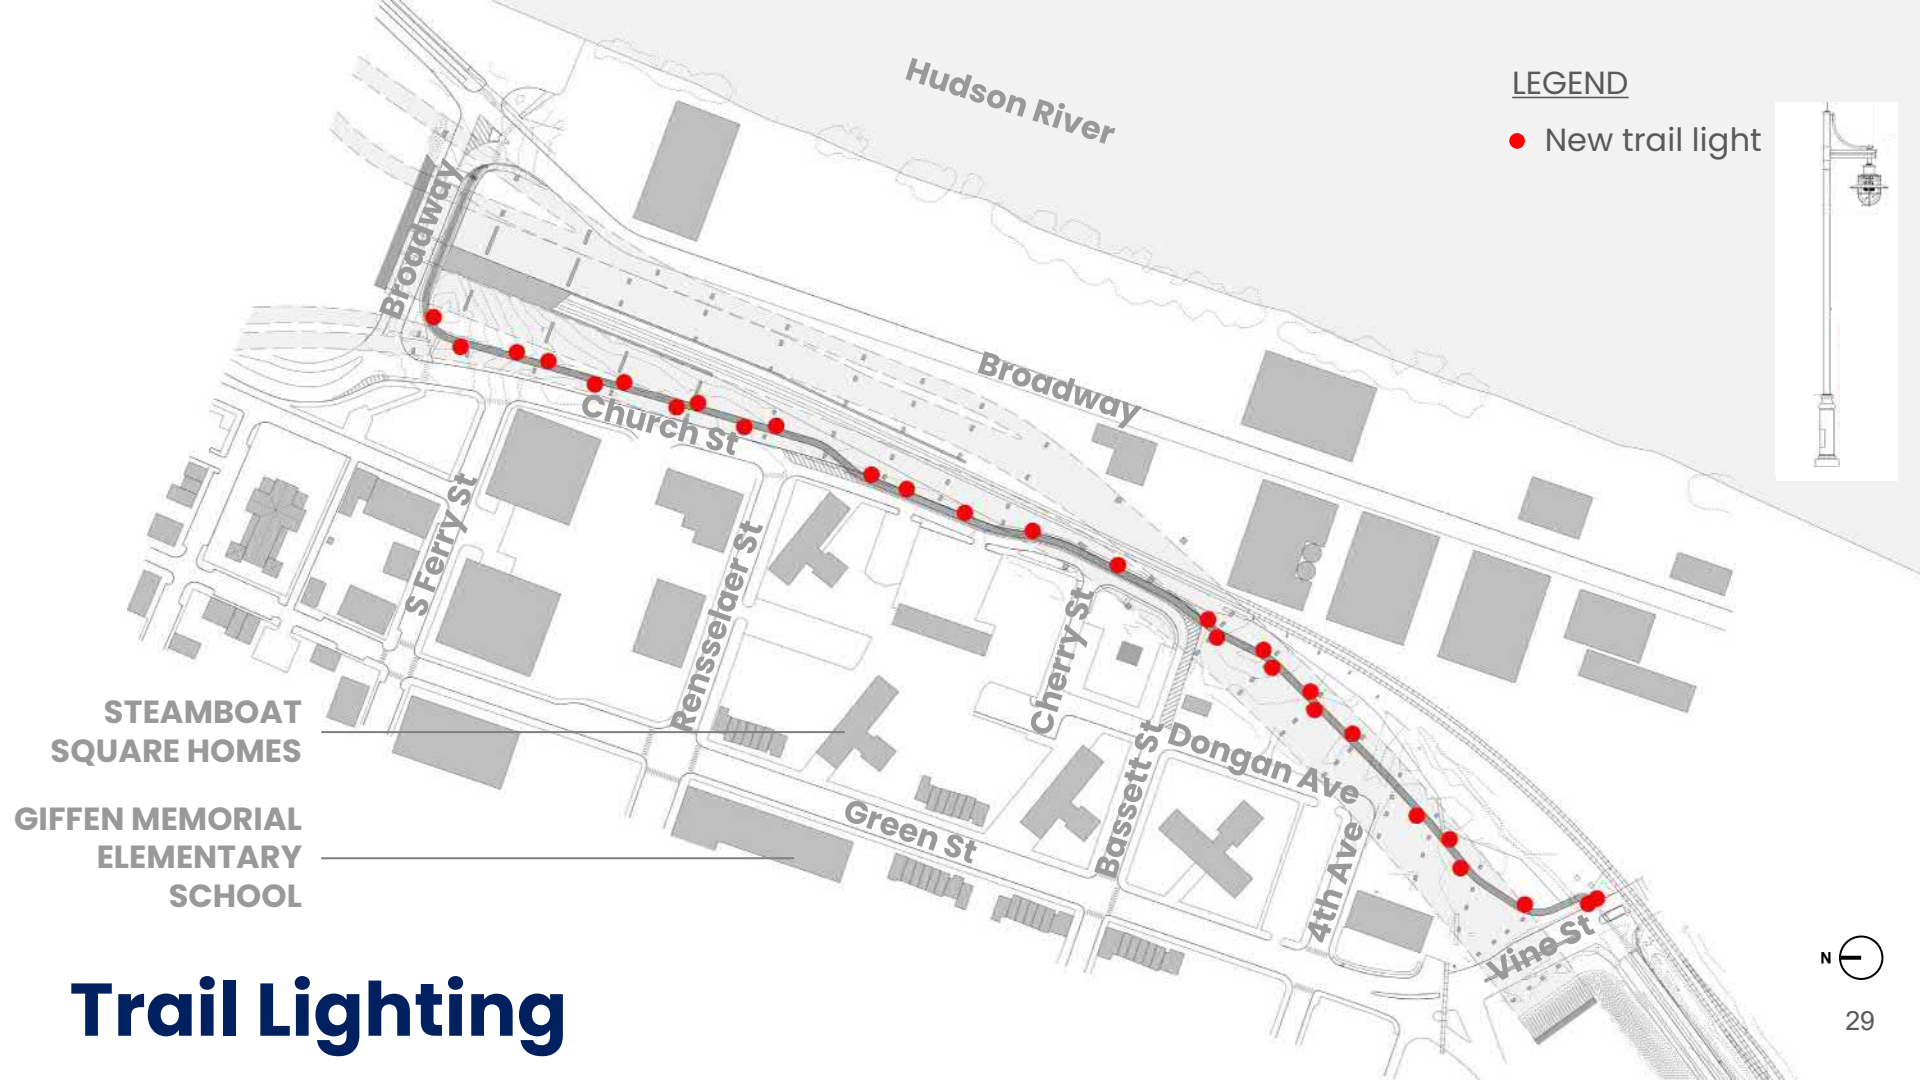 Hudson River
LEGEND
New trail light
Broadway
Broadway
Church St
S Ferry St
Rensselaer St
Cherry St
STEAMBOAT
SQUARE HOMES
Dongan Ave
Bassett St
GIFFEN MEMORIAL
ELEMENTARY
SCHOOL
Green St
4th Ave
Vine St
N
Trail Lighting
29